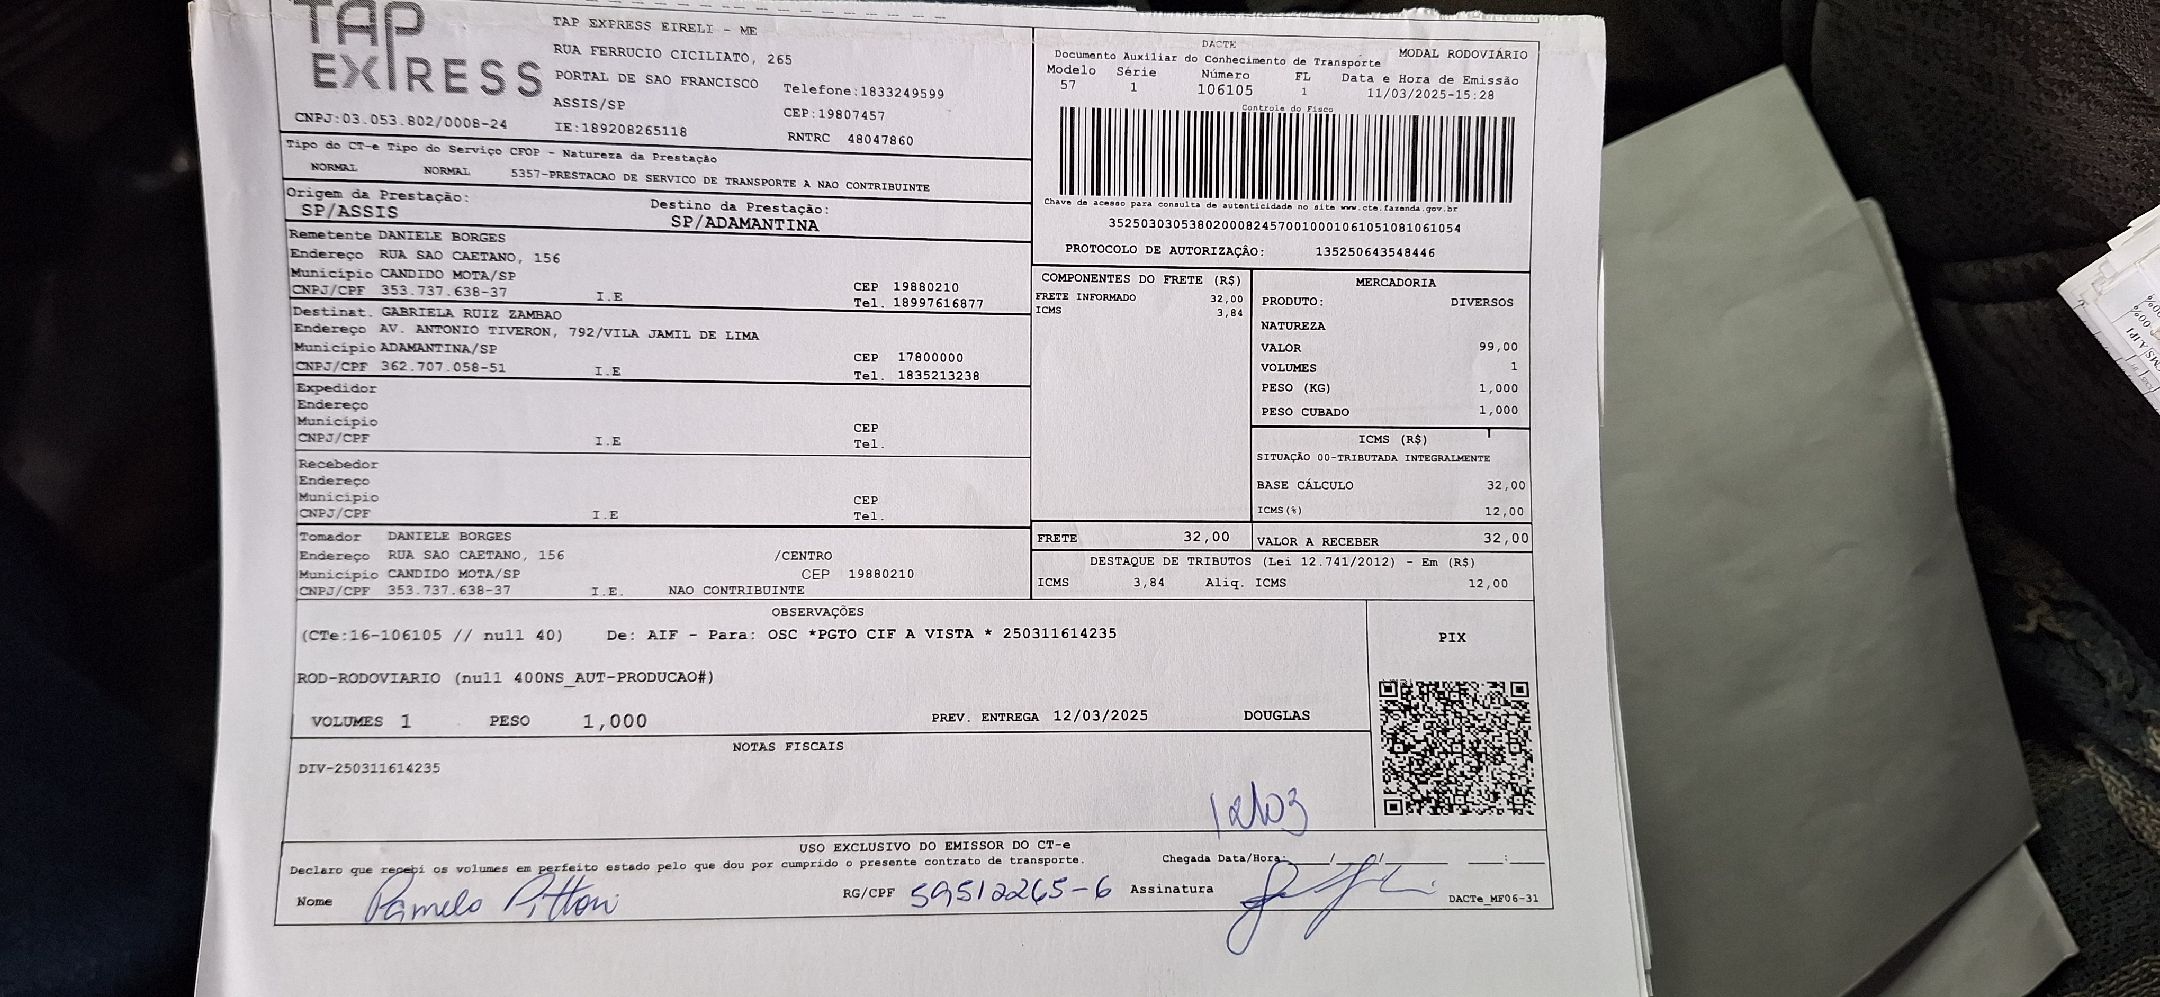 TAP EXPRESS
TAP EXPRESS EIRELI - ME
RUA FERRUCIO CICILIATO, 265
PORTAL DE SAO FRANCISCO
ASSIS/SP
IE:189208265118
Telefone:1833249599
CEP:19807457
RNTRC 48047860
CNPJ:03.053.802/0008-24
Tipo do CT-e Tipo do Serviço CFOP - Natureza da Prestação
NORMAL NORMAL 5357-PRESTACAO DE SERVICO DE TRANSPORTE A NAO CONTRIBUINTE
Origem da Prestação: Destino da Prestação:
SP/ASSIS SP/ADAMANTINA
DACTE
Documento Auxiliar do Conhecimento de Transporte MODAL RODOVIÁRIO
Modelo Série Número FL Data e Hora de Emissão
57 1 106105 1 11/03/2025-15:28
Controle do Fisco
Chave de acesso para consulta de autenticidade no site www.cte.fazenda.gov.br
35250303053802000824570010001061051081061054
PROTOCOLO DE AUTORIZAÇÂO: 135250643548446
Remetente DANIELE BORGES
Endereço RUA SAO CAETANO, 156
Município CANDIDO MOTA/SP CEP 19880210
CNPJ/CPF 353.737.638-37 I.E Tel. 18997616877
Destinat. GABRIELA RUIZ ZAMBAO
Endereço AV. ANTONIO TIVERON, 792/VILA JAMIL DE LIMA
Município ADAMANTINA/SP CEP 17800000
CNPJ/CPF 362.707.058-51 I.E Tel. 1835213238
Expedidor
Endereço
Município CEP
CNPJ/CPF I.E Tel.
Recebedor
Endereço
Município CEP
CNPJ/CPF I.E Tel.
Tomador DANIELE BORGES
Endereço RUA SAO CAETANO, 156 /CENTRO
Município CANDIDO MOTA/SP CEP 19880210
CNPJ/CPF 353.737.638-37 I.E. NAO CONTRIBUINTE
COMPONENTES DO FRETE (R$)
FRETE INFORMADO 32,00
ICMS 3,84
MERCADORIA
PRODUTO: DIVERSOS
NATUREZA
VALOR 99,00
VOLUMES 1
PESO (KG) 1,000
PESO CUBADO 1,000
ICMS (R$)
SITUAÇÃO 00-TRIBUTADA INTEGRALMENTE
BASE CÁLCULO 32,00
ICMS(%) 12,00
FRETE 32,00 VALOR A RECEBER 32,00
DESTAQUE DE TRIBUTOS (Lei 12.741/2012) - Em (R$)
ICMS 3,84 Aliq. ICMS 12,00
OBSERVAÇÕES
(CTe:16-106105 // null 40) De: AIF - Para: OSC *PGTO CIF A VISTA * 250311614235
PIX
ROD-RODOVIARIO (null 400NS_AUT-PRODUCAO#)
VOLUMES 1 PESO 1,000 PREV. ENTREGA 12/03/2025 DOUGLAS
NOTAS FISCAIS
DIV-250311614235
12/03
USO EXCLUSIVO DO EMISSOR DO CT-e
Declaro que recebi os volumes em perfeito estado pelo que dou por cumprido o presente contrato de transporte. Chegada Data/Hora: / / :
Nome Pamela Pitton RG/CPF 59512265-6 Assinatura
DACTe_MF06-31